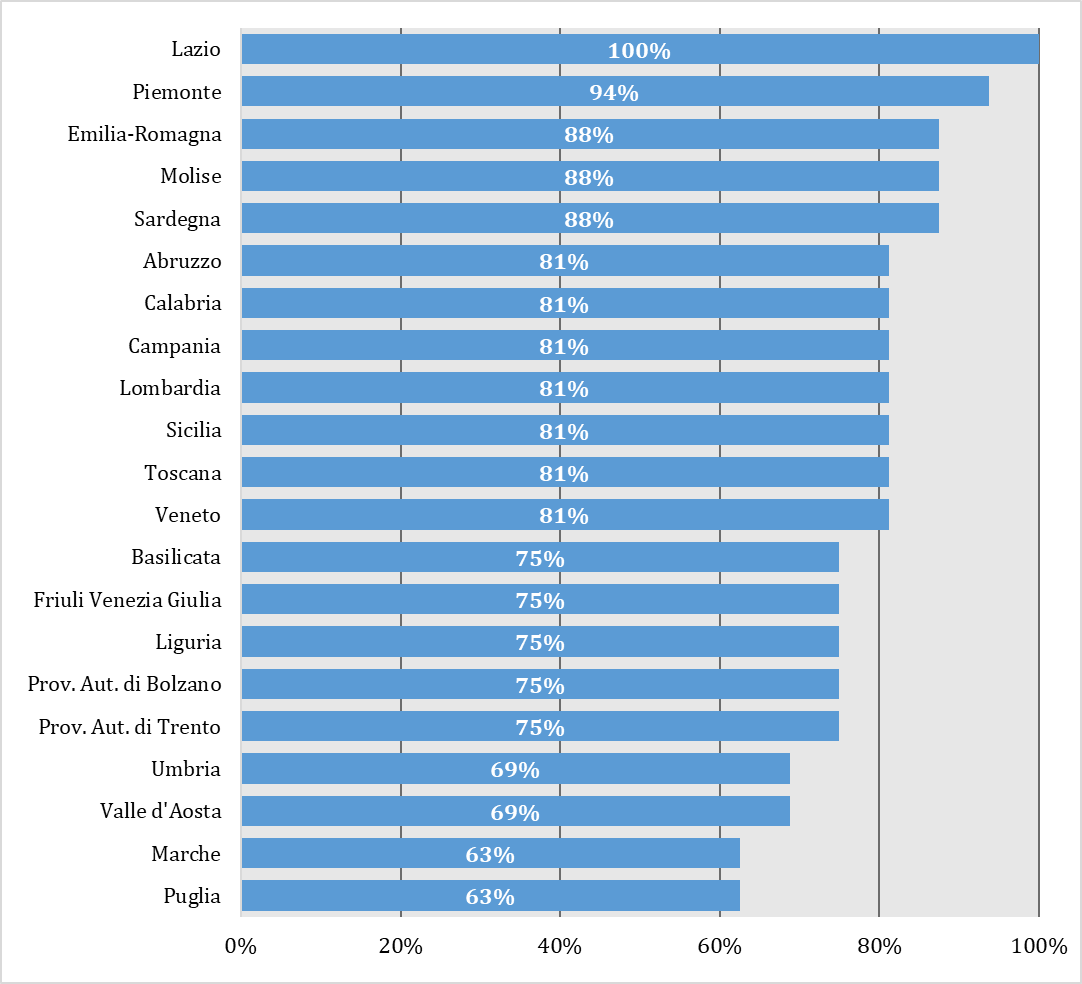 Lazio 100%
Piemonte 94%
Emilia-Romagna 88%
Molise 88%
Sardegna 88%
Abruzzo 81%
Calabria 81%
Campania 81%
Lombardia 81%
Sicilia 81%
Toscana 81%
Veneto 81%
Basilicata 75%
Friuli Venezia Giulia 75%
Liguria 75%
Prov. Aut. di Bolzano 75%
Prov. Aut. di Trento 75%
Umbria 69%
Valle d'Aosta 69%
Marche 63%
Puglia 63%
0% 20% 40% 60% 80% 100%